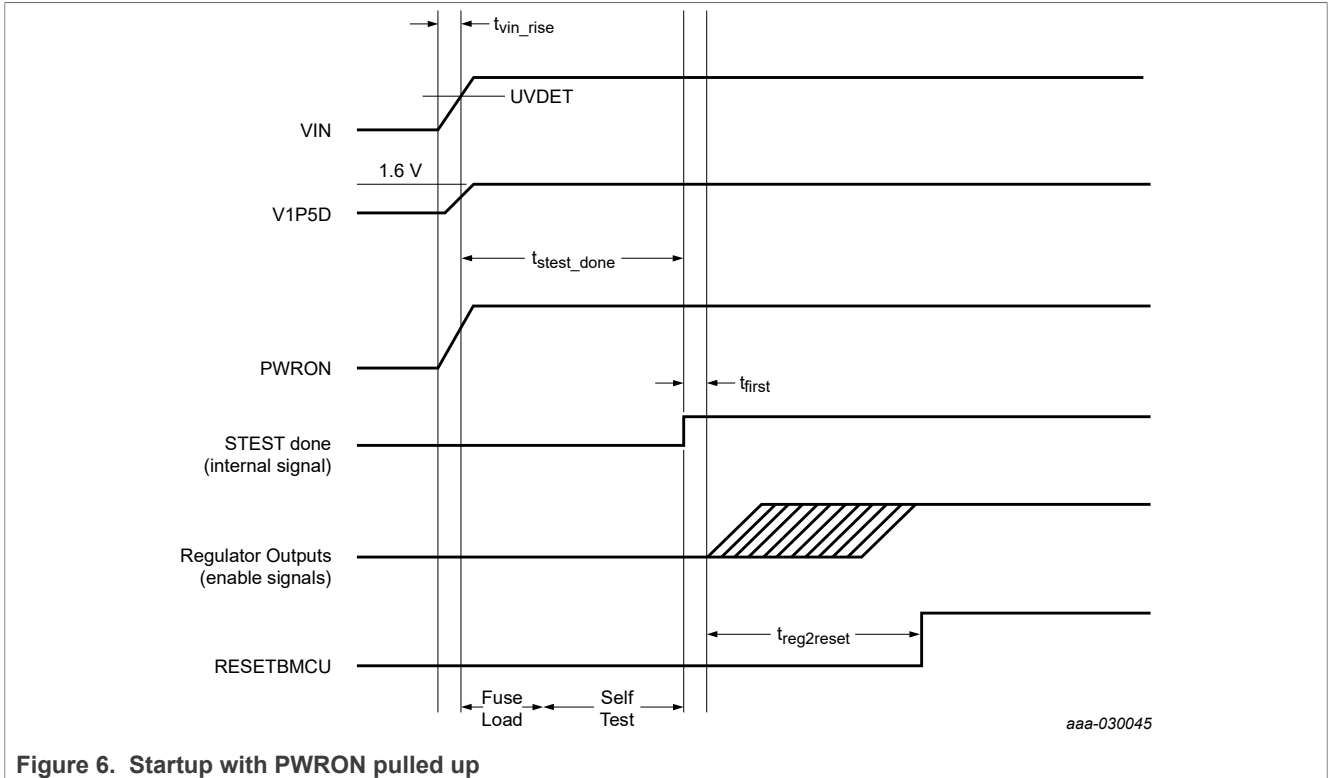 tvin_rise
UVDET
VIN
1.6 V
V1P5D
tstest_done
PWRON
tfirst
STEST done
(internal signal)
Regulator Outputs
(enable signals)
treg2reset
RESETBMCU
Fuse
Load
Self
Test
aaa-030045
Figure 6. Startup with PWRON pulled up